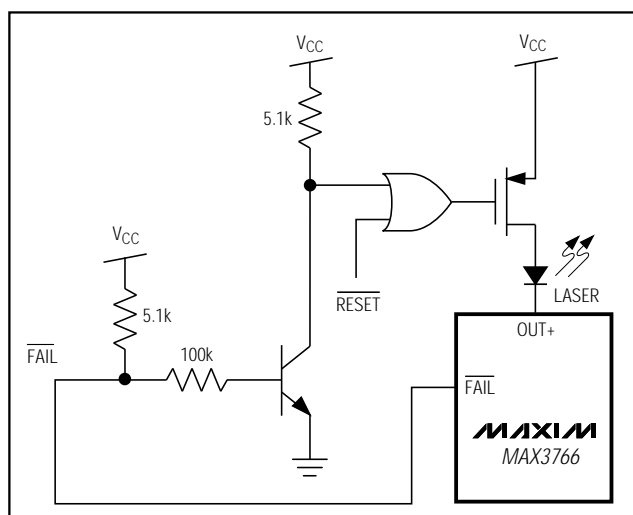 V_CC
V_CC
5.1k
V_CC
5.1k
RESET
LASER
FAIL
100k
OUT+
FAIL
MAXIM
MAX3766